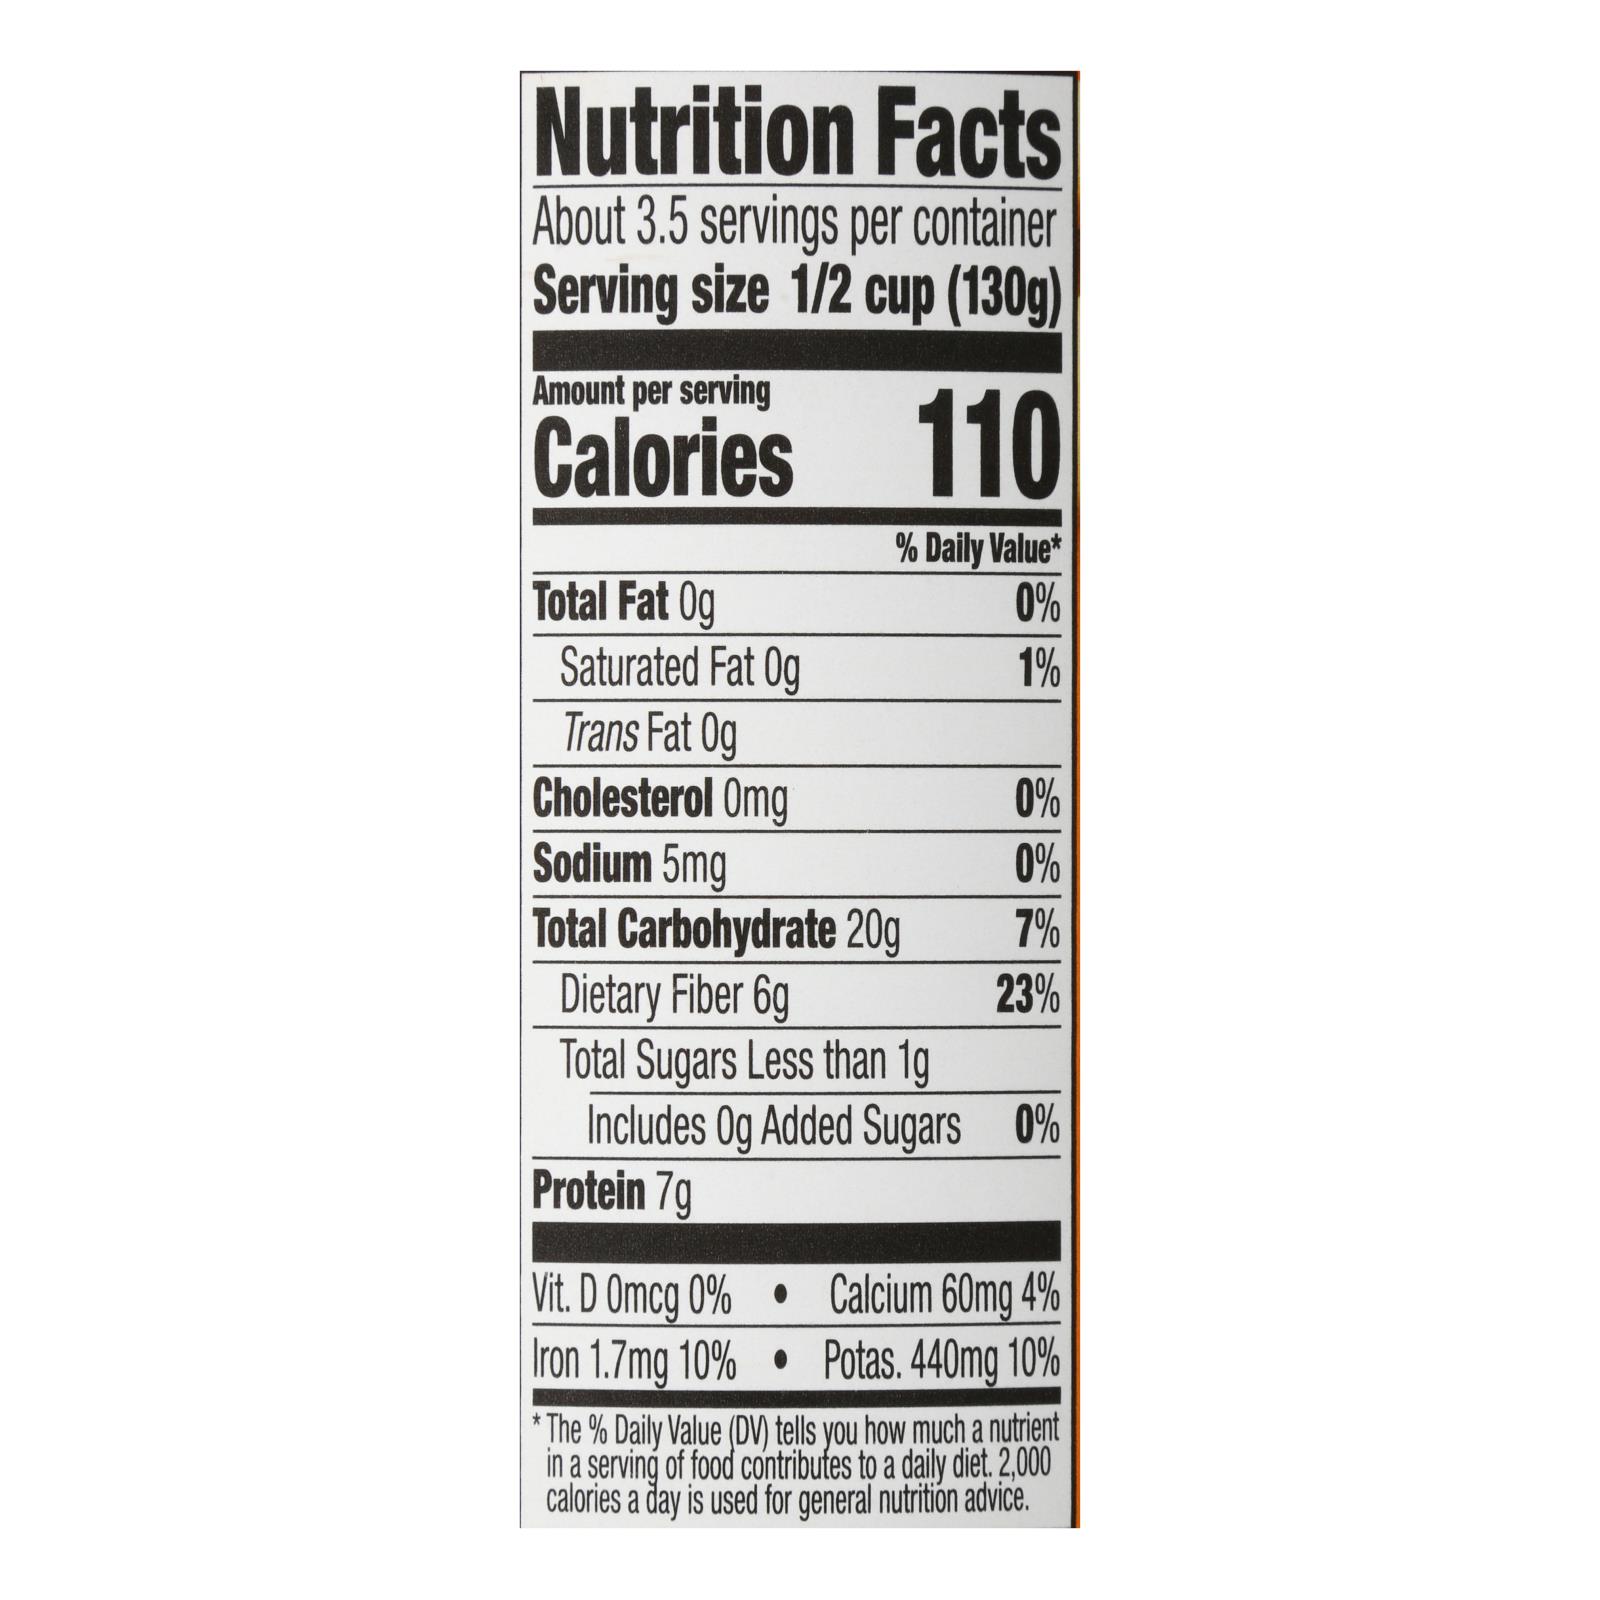 Nutrition Facts
About 3.5 servings per container
Serving size 1/2 cup (130g)
Amount per serving
Calories 110
% Daily Value*
Total Fat 0g 0%
Saturated Fat 0g 1%
Trans Fat 0g
Cholesterol 0mg 0%
Sodium 5mg 0%
Total Carbohydrate 20g 7%
Dietary Fiber 6g 23%
Total Sugars Less than 1g
Includes 0g Added Sugars 0%
Protein 7g
Vit. D 0mcg 0% • Calcium 60mg 4%
Iron 1.7mg 10% • Potas. 440mg 10%
* The % Daily Value (DV) tells you how much a nutrient
in a serving of food contributes to a daily diet. 2,000
calories a day is used for general nutrition advice.